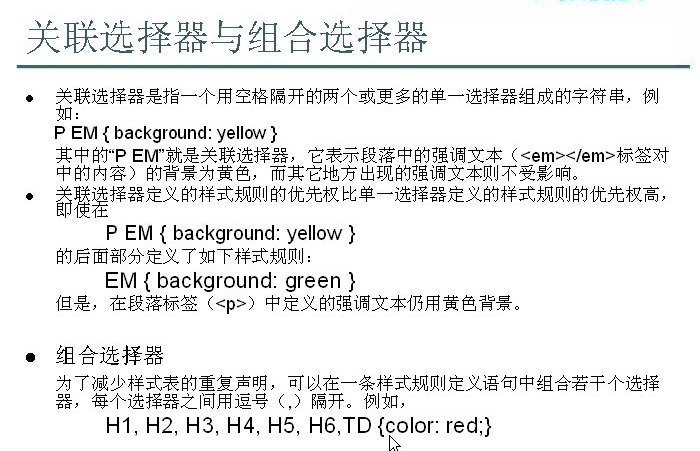 关联选择器与组合选择器
● 关联选择器是指一个用空格隔开的两个或更多的单一选择器组成的字符串，例
如：
P EM { background: yellow }
其中的“P EM”就是关联选择器，它表示段落中的强调文本（<em></em>标签对
中的内容）的背景为黄色，而其它地方出现的强调文本则不受影响。
● 关联选择器定义的样式规则的优先权比单一选择器定义的样式规则的优先权高，
即使在
P EM { background: yellow }
的后面部分定义了如下样式规则：
EM { background: green }
但是，在段落标签（<p>）中定义的强调文本仍用黄色背景。
● 组合选择器
为了减少样式表的重复声明，可以在一条样式规则定义语句中组合若干个选择
器，每个选择器之间用逗号（,）隔开。例如，
H1, H2, H3, H4, H5, H6,TD {color: red;}